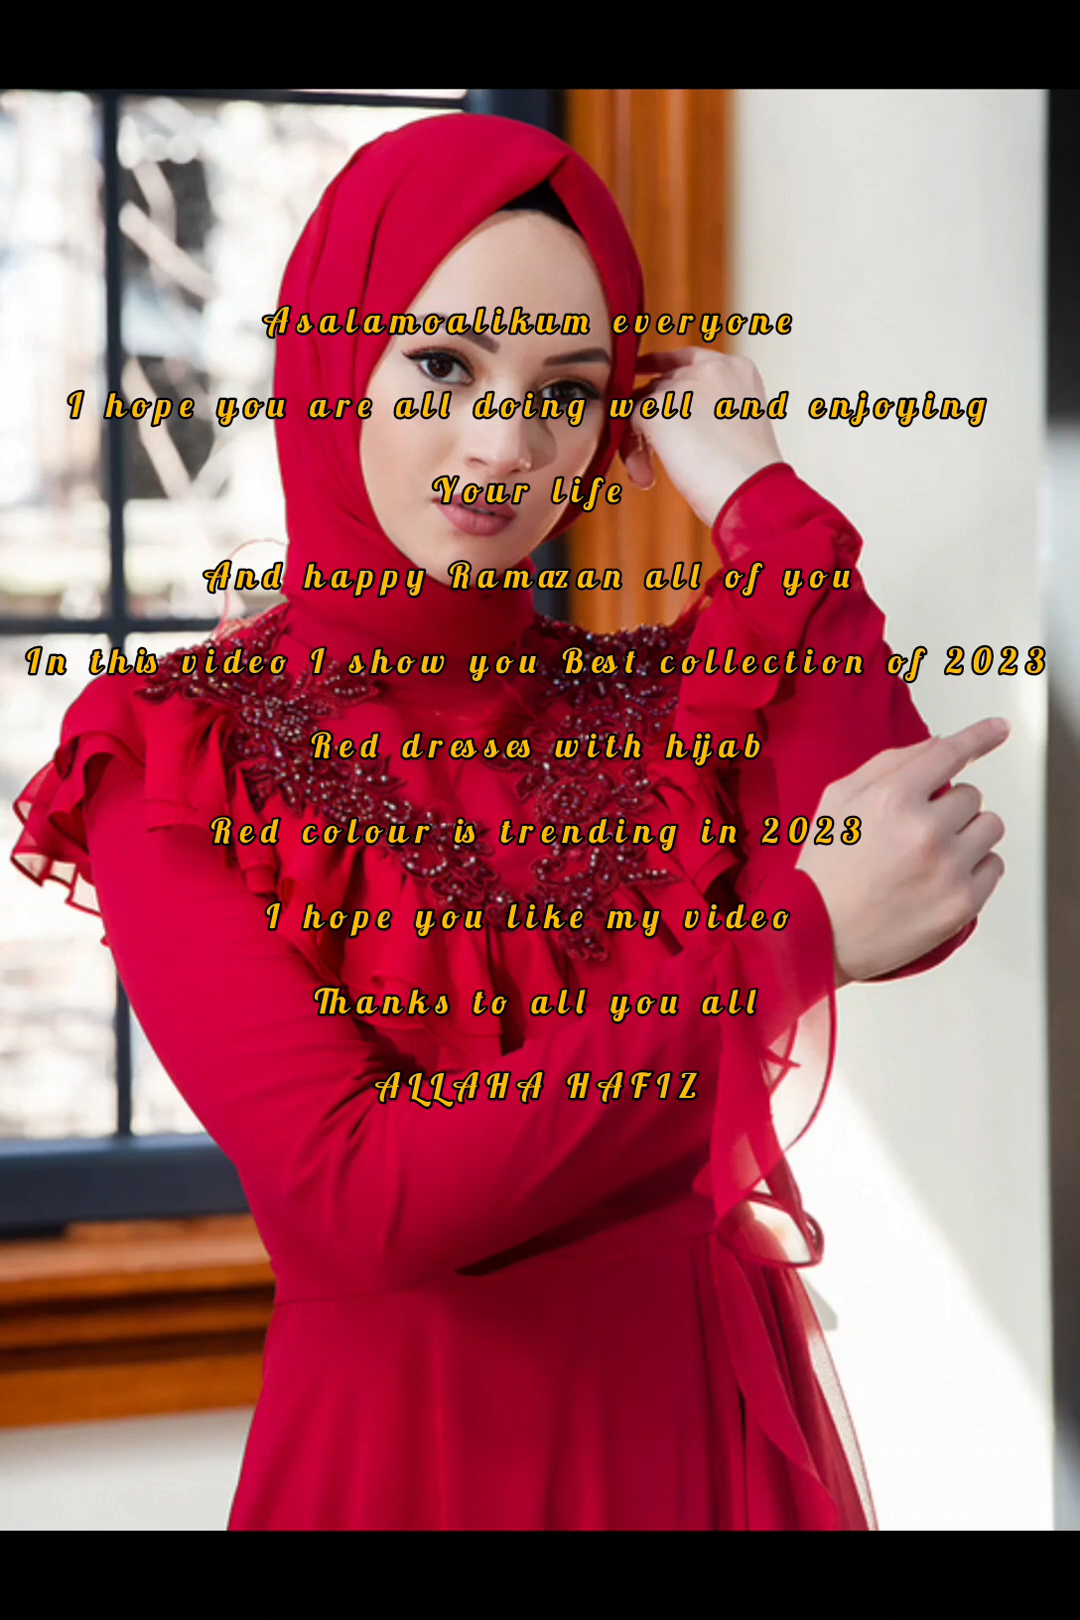 Asalamoalikum everyone
I hope you are all doing well and enjoying
Your life
And happy Ramazan all of you
In this video I show you Best collection of 2023
Red dresses with hijab
Red colour is trending in 2023
I hope you like my video
Thanks to all you all
ALLAHA HAFIZ